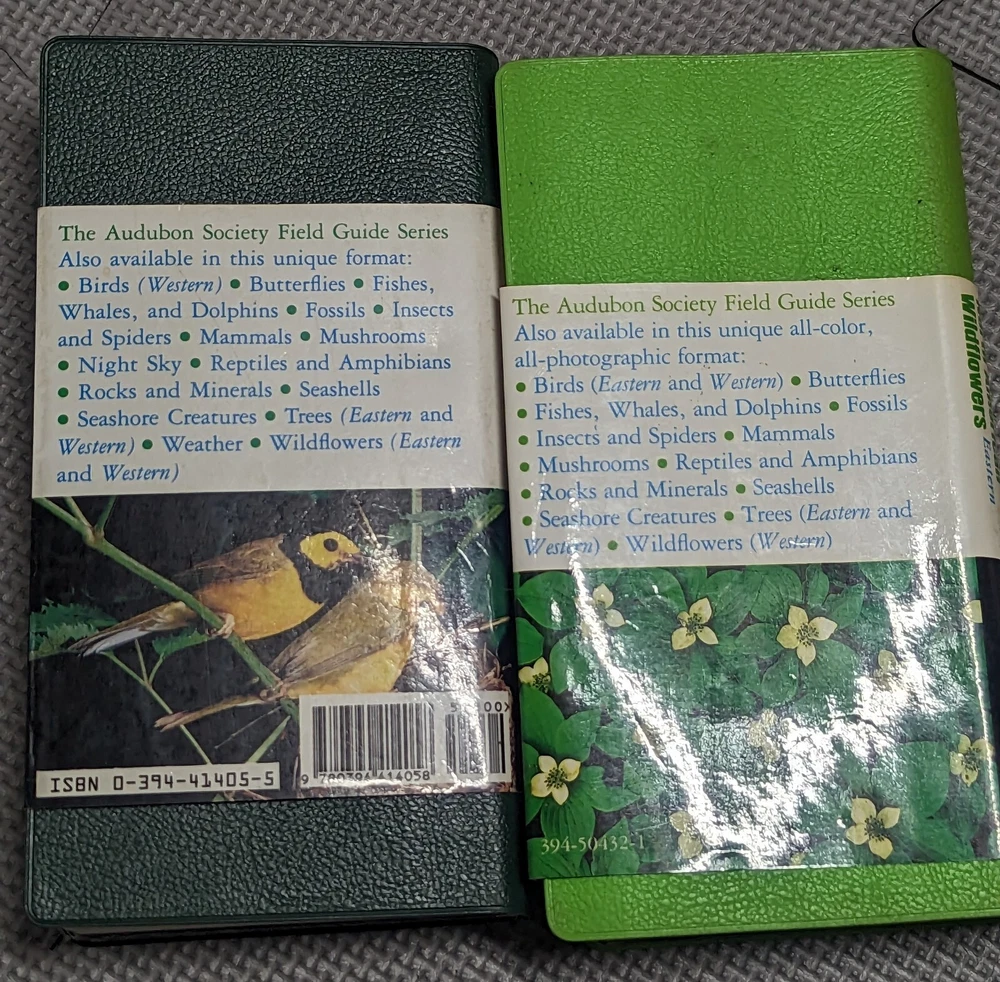 The Audubon Society Field Guide Series
Also available in this unique format:
• Birds (Western) • Butterflies • Fishes,
Whales, and Dolphins • Fossils • Insects
and Spiders • Mammals • Mushrooms
• Night Sky • Reptiles and Amphibians
• Rocks and Minerals • Seashells
• Seashore Creatures • Trees (Eastern and
Western) • Weather • Wildflowers (Eastern
and Western)
9 780394 414058
ISBN 0-394-41405-5
The Audubon Society Field Guide Series
Also available in this unique all-color,
all-photographic format:
• Birds (Eastern and Western) • Butterflies
• Fishes, Whales, and Dolphins • Fossils
• Insects and Spiders • Mammals
• Mushrooms • Reptiles and Amphibians
• Rocks and Minerals • Seashells
• Seashore Creatures • Trees (Eastern and
Western) • Wildflowers (Western)
394-50432-1
Wildflowers
Eastern